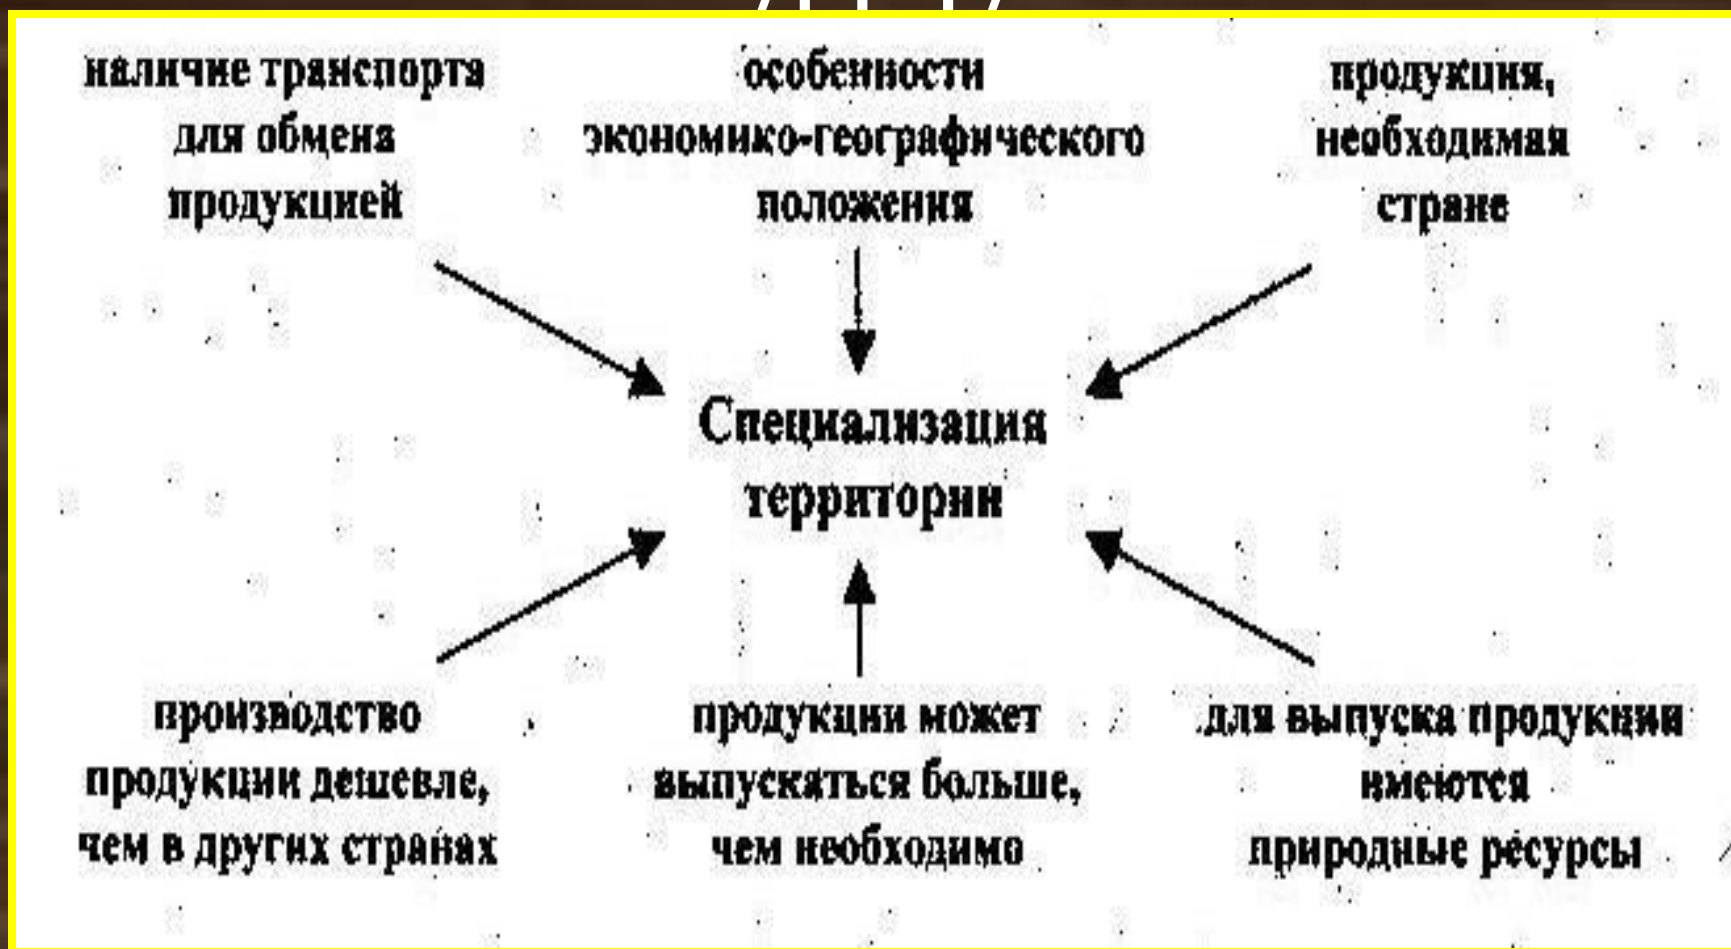 наличие транспорта
для обмена
продукцией
особенности
экономико-географического
положения
продукция,
необходимая
стране
Специализация
территории
производство
продукции дешевле,
чем в других странах
продукции может
выпускаться больше,
чем необходимо
для выпуска продукции
имеются
природные ресурсы